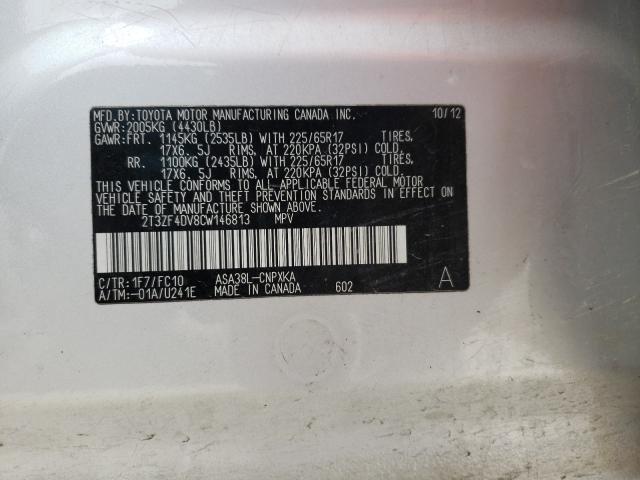 MFD. BY: TOYOTA MOTOR MANUFACTURING CANADA INC. 10/12
GVWR: 2005KG (4430LB)
GAWR: FRT. 1145KG (2535LB) WITH 225/65R17 TIRES,
17X6.5J RIMS, AT 220KPA (32PSI) COLD.
RR. 1100KG (2435LB) WITH 225/65R17 TIRES,
17X6.5J RIMS, AT 220KPA (32PSI) COLD.
THIS VEHICLE CONFORMS TO ALL APPLICABLE FEDERAL MOTOR
VEHICLE SAFETY AND THEFT PREVENTION STANDARDS IN EFFECT ON
THE DATE OF MANUFACTURE SHOWN ABOVE.
2T3ZF4DV8CW146813 MPV
C/TR: 1F7/FC10 ASA38L-CNPXKA
A/TM: -01A/U241E MADE IN CANADA 602 A